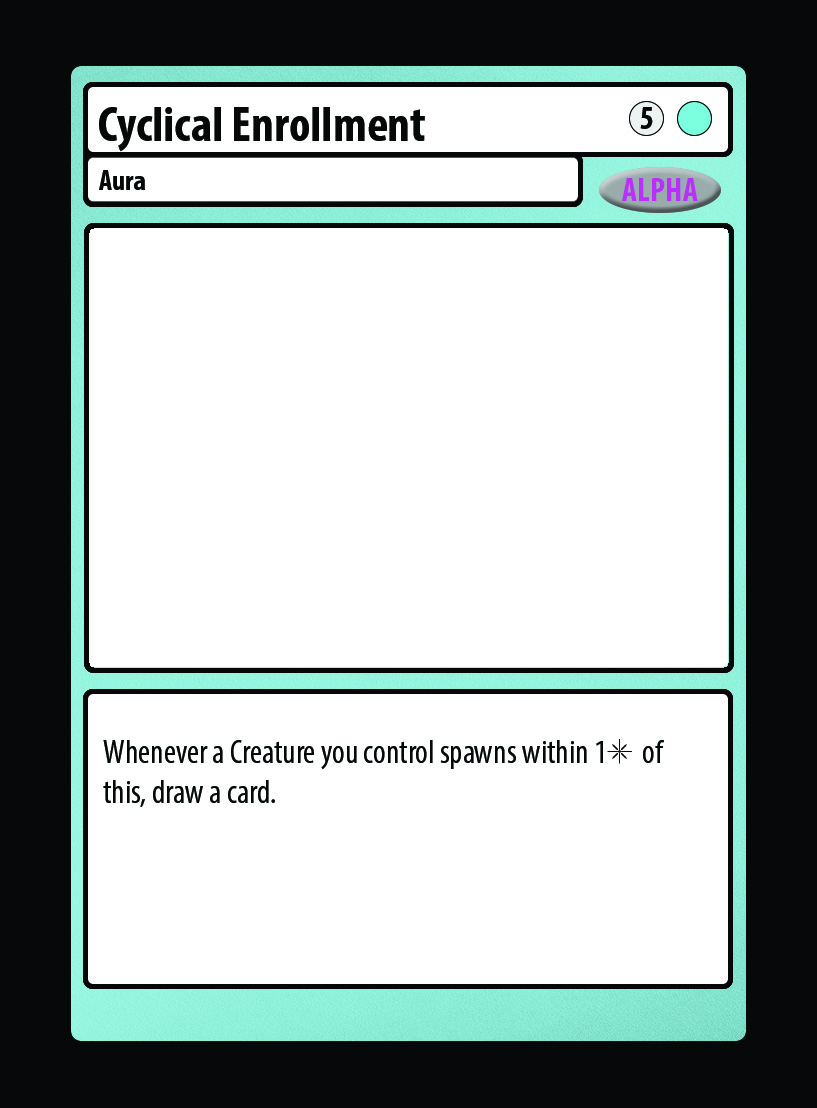 Cyclical Enrollment 5
Aura
ALPHA
Whenever a Creature you control spawns within 1✳ of
this, draw a card.